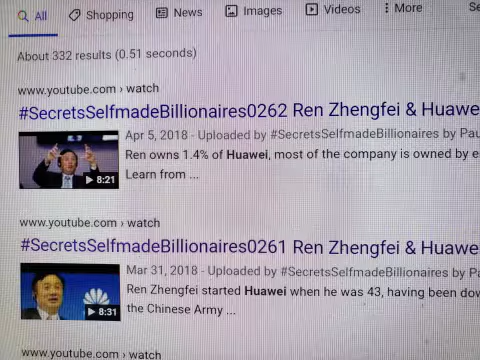 All Shopping News Images Videos More Se
About 332 results (0.51 seconds)
www.youtube.com › watch
#SecretsSelfmadeBillionaires0262 Ren Zhengfei & Huawe
Apr 5, 2018 - Uploaded by #SecretsSelfmadeBillionaires by Pau
Ren owns 1.4% of Huawei, most of the company is owned by e
Learn from ...
8:21
www.youtube.com › watch
#SecretsSelfmadeBillionaires0261 Ren Zhengfei & Huawe
Mar 31, 2018 - Uploaded by #SecretsSelfmadeBillionaires by Pa
Ren Zhengfei started Huawei when he was 43, having been dow
the Chinese Army ...
8:31
www.youtube.com › watch